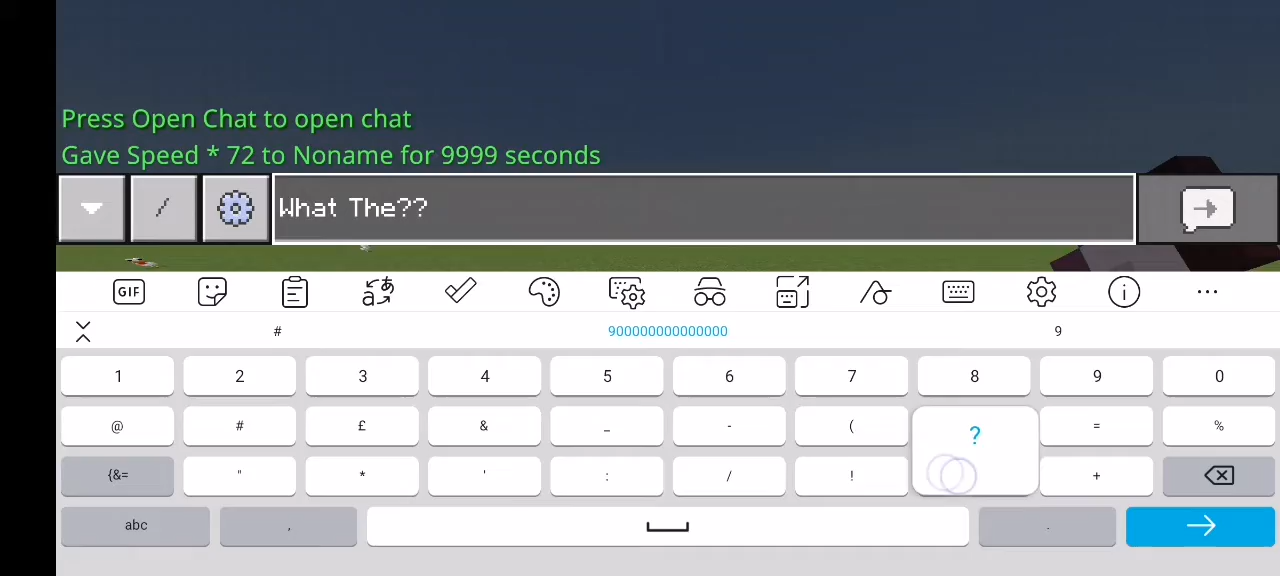 Press Open Chat to open chat
Gave Speed * 72 to Noname for 9999 seconds
/ What The??
GIF
# 900000000000000 9
1 2 3 4 5 6 7 8 9 0
@ # £ & _ - ( ? = %
{&= " * ' : / ! +
abc , .